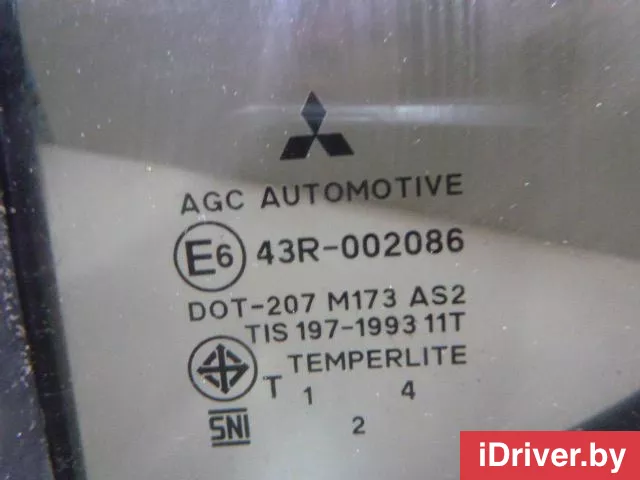 AGC AUTOMOTIVE
E6 43R-002086
DOT-207 M173 AS2
TIS 197-1993 11T
TEMPERLITE
T 1 4
SNI 2
iDriver.by